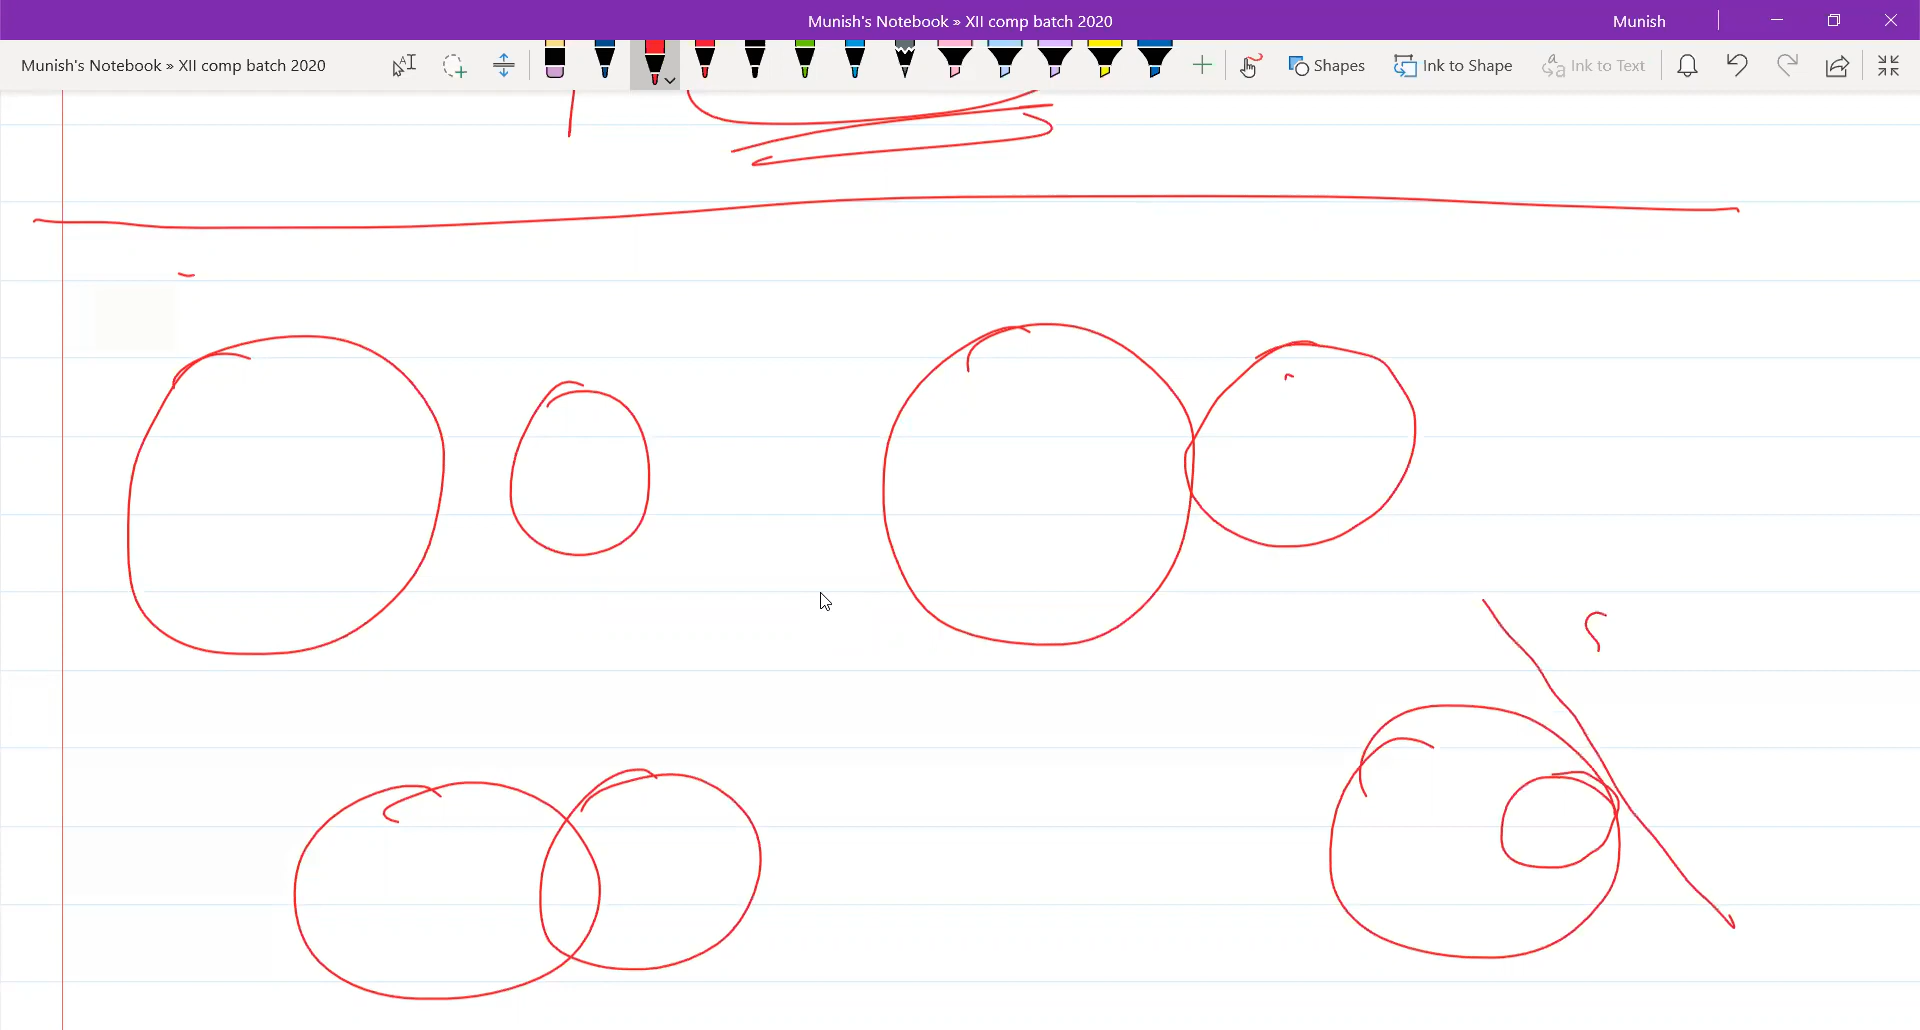 Munish's Notebook » XII comp batch 2020
Munish
Munish's Notebook » XII comp batch 2020
Shapes
Ink to Shape
Ink to Text